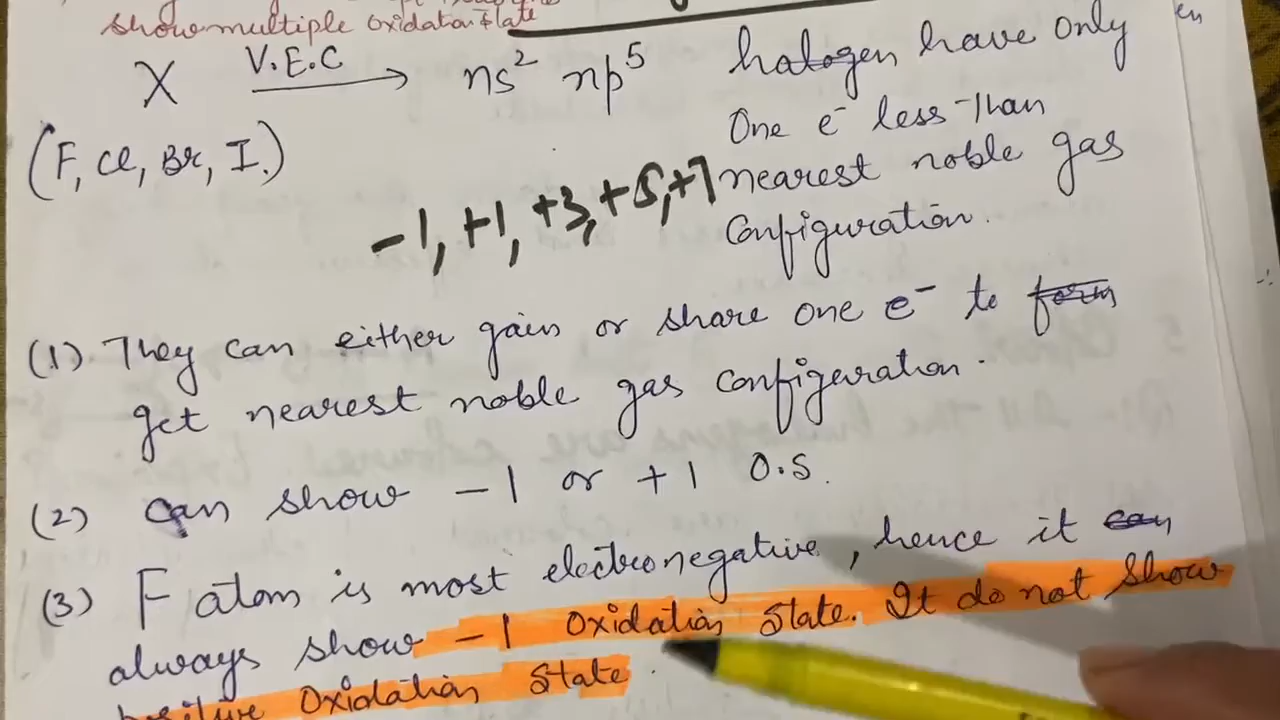 show multiple oxidation state
X V.E.C → ns² np⁵ halogen have only
(F, Cl, Br, I.) One e⁻ less than
nearest noble gas
configuration.
-1, +1, +3, +5, +7
(1). They can either gain or share one e⁻ to form
get nearest noble gas configuration.
(2) Can show -1 or +1 O.S.
(3) F atom is most electronegative, hence it can
always show -1 Oxidation State. It do not show
positive Oxidation State.
en